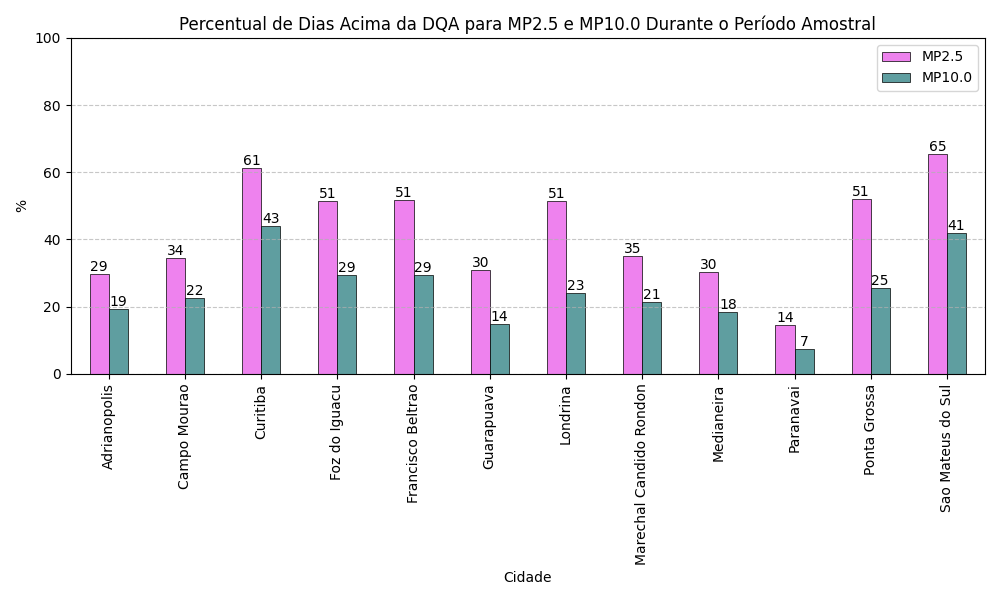 Percentual de Dias Acima da DQA para MP2.5 e MP10.0 Durante o Período Amostral
MP2.5
MP10.0
%
100
80
60
40
20
0
29
19
34
22
61
43
51
29
51
29
30
14
51
23
35
21
30
18
14
7
51
25
65
41
Adrianopolis
Campo Mourao
Curitiba
Foz do Iguacu
Francisco Beltrao
Guarapuava
Londrina
Marechal Candido Rondon
Medianeira
Paranavai
Ponta Grossa
Sao Mateus do Sul
Cidade